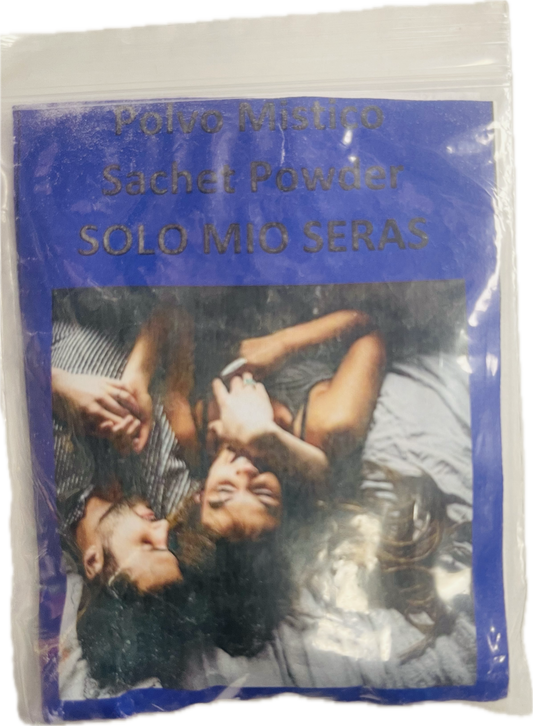 Polvo Mistico
Sachet Powder
SOLO MIO SERAS